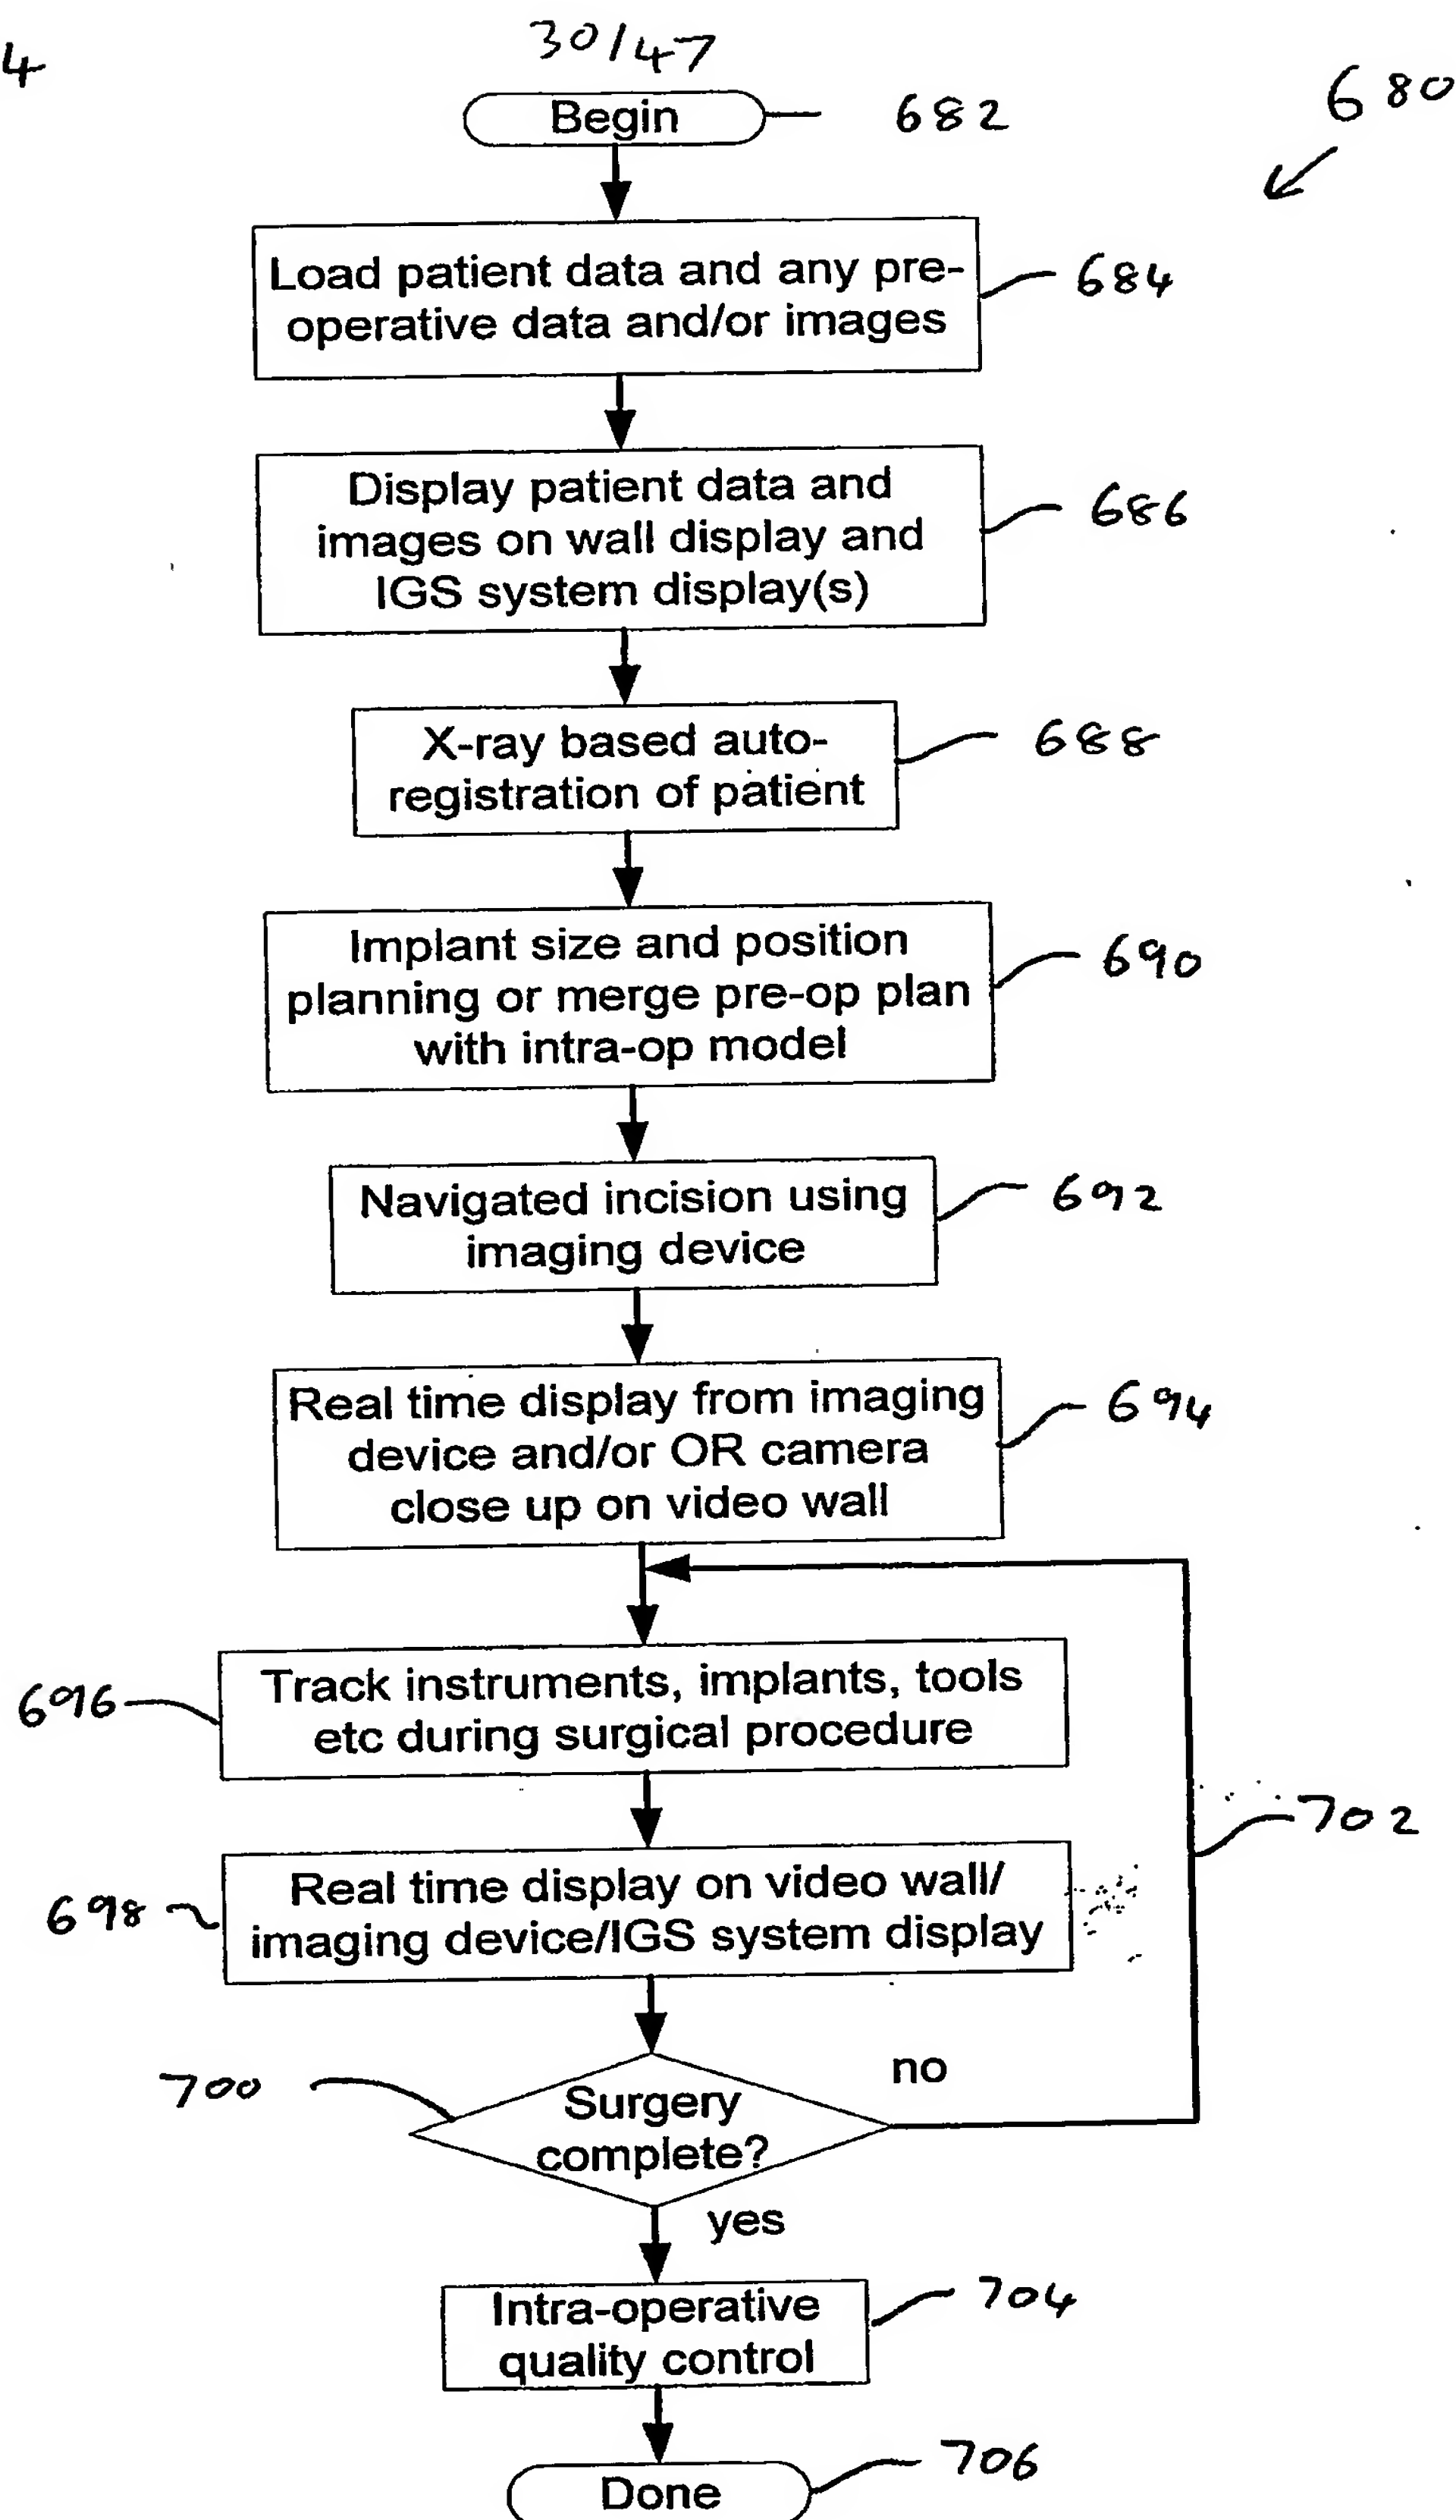 4
30/47
680
Begin
682
Load patient data and any pre-
operative data and/or images
684
Display patient data and
images on wall display and
IGS system display(s)
686
X-ray based auto-
registration of patient
688
Implant size and position
planning or merge pre-op plan
with intra-op model
690
Navigated incision using
imaging device
692
Real time display from imaging
device and/or OR camera
close up on video wall
694
696
Track instruments, implants, tools
etc during surgical procedure
702
698
Real time display on video wall/
imaging device/IGS system display
700
Surgery
complete?
no
yes
Intra-operative
quality control
704
Done
706